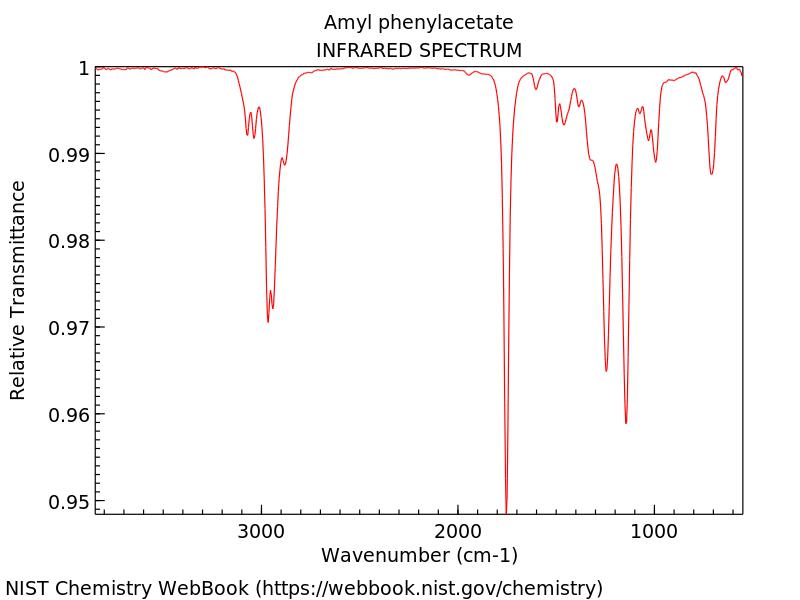 Amyl phenylacetate
INFRARED SPECTRUM
1
0.99
0.98
0.97
0.96
0.95
Relative Transmittance
3000 2000 1000
Wavenumber (cm-1)
NIST Chemistry WebBook (https://webbook.nist.gov/chemistry)